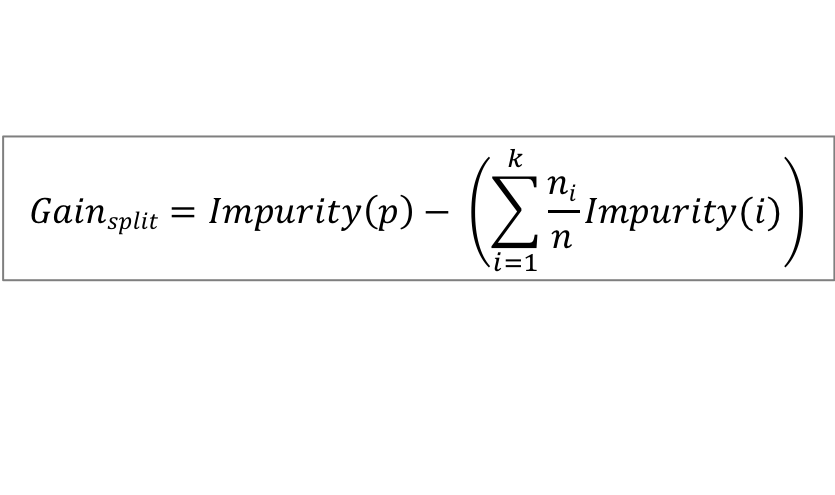 Gain_split = Impurity(p) − (∑_{i=1}^{k} n_i/n Impurity(i))